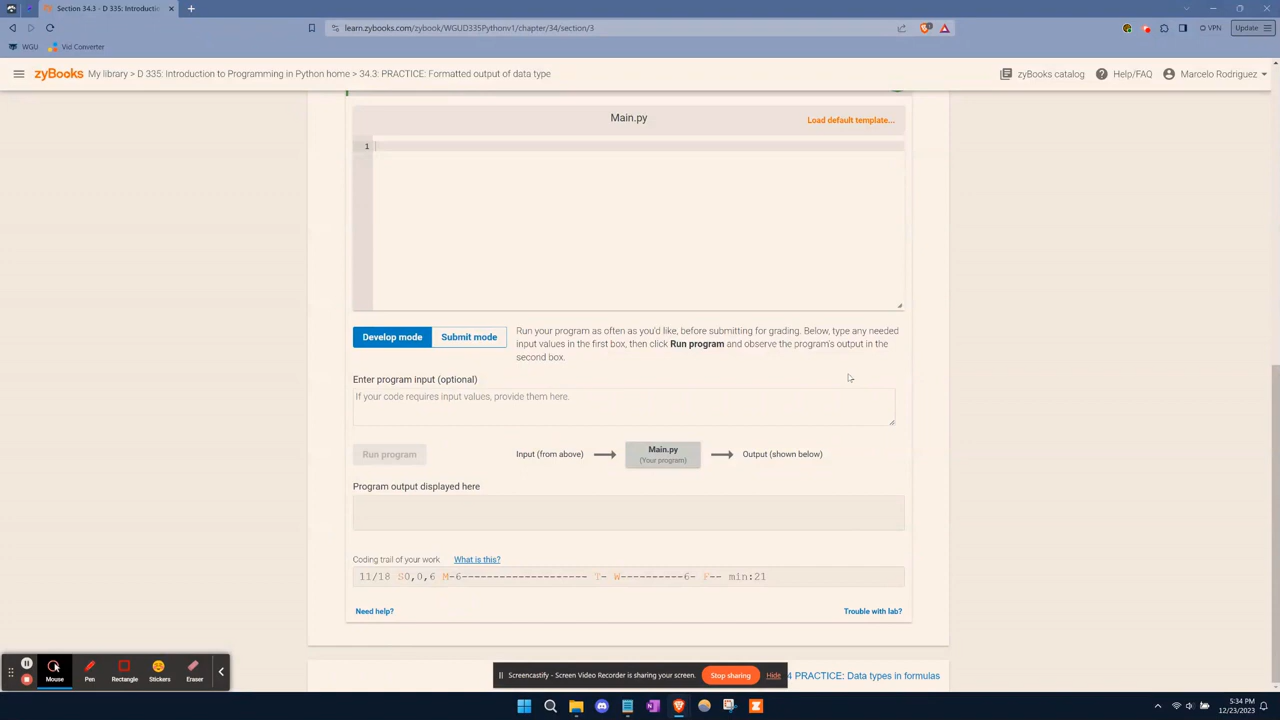 Section 34.3 - D 335: Introducti
learn.zybooks.com/zybook/WGUD335Pythonv1/chapter/34/section/3
VPN
Update
WGU
Vid Converter
zyBooks My library > D 335: Introduction to Programming in Python home > 34.3: PRACTICE: Formatted output of data type
zyBooks catalog
Help/FAQ
Marcelo Rodriguez
Main.py
Load default template...
1
Develop mode
Submit mode
Run your program as often as you'd like, before submitting for grading. Below, type any needed
input values in the first box, then click Run program and observe the program's output in the
second box.
Enter program input (optional)
If your code requires input values, provide them here.
Run program
Input (from above)
Main.py
(Your program)
Output (shown below)
Program output displayed here
Coding trail of your work
What is this?
11/18 S0,0,6 M-6-------------------- T- W----------6- F-- min:21
Need help?
Trouble with lab?
Mouse
Pen
Rectangle
Stickers
Eraser
Screencastify - Screen Video Recorder is sharing your screen.
Stop sharing
Hide
4 PRACTICE: Data types in formulas
5:34 PM
12/23/2023